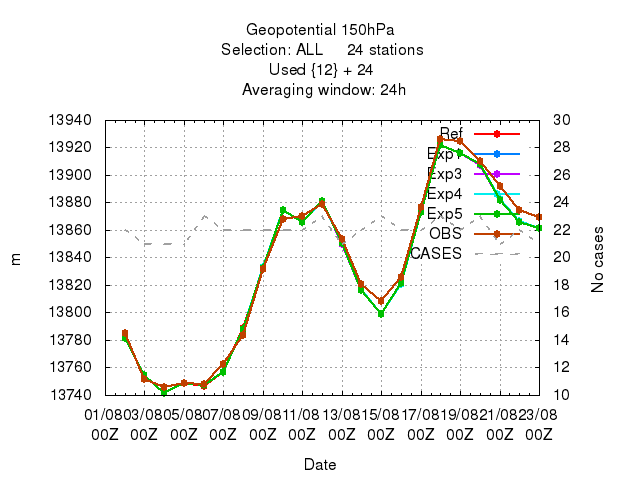 Geopotential 150hPa
Selection: ALL 24 stations
Used {12} + 24
Averaging window: 24h
13940
13920
13900
13880
13860
13840
13820
13800
13780
13760
13740
30
28
26
24
22
20
18
16
14
12
10
m
No cases
Ref
Exp1
Exp3
Exp4
Exp5
OBS
CASES
01/08 03/08 05/08 07/08 09/08 11/08 13/08 15/08 17/08 19/08 21/08 23/08
00Z 00Z 00Z 00Z 00Z 00Z 00Z 00Z 00Z 00Z 00Z 00Z
Date